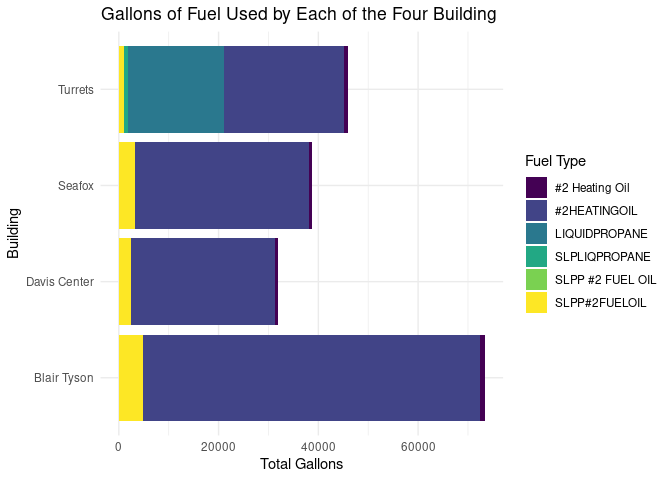 Gallons of Fuel Used by Each of the Four Building
Building
Turrets
Seafox
Davis Center
Blair Tyson
0 20000 40000 60000
Total Gallons
Fuel Type
#2 Heating Oil
#2HEATINGOIL
LIQUIDPROPANE
SLPLIQPROPANE
SLPP #2 FUEL OIL
SLPP#2FUELOIL